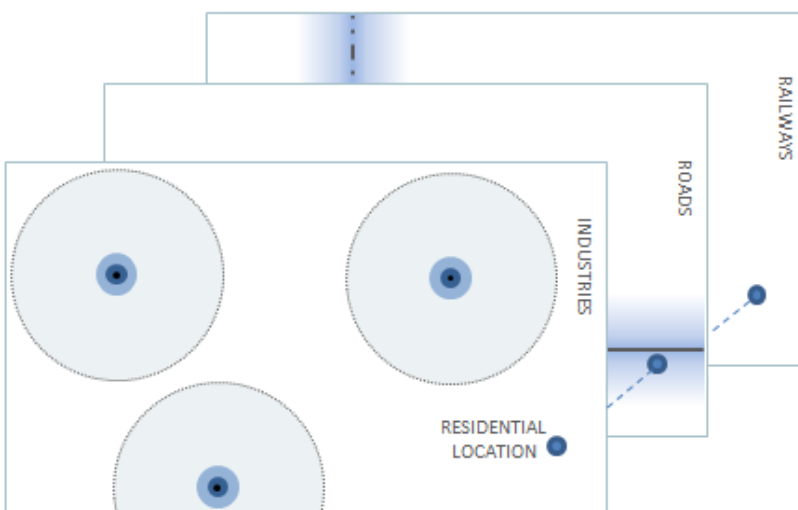 RAILWAYS
ROADS
INDUSTRIES
RESIDENTIAL
LOCATION